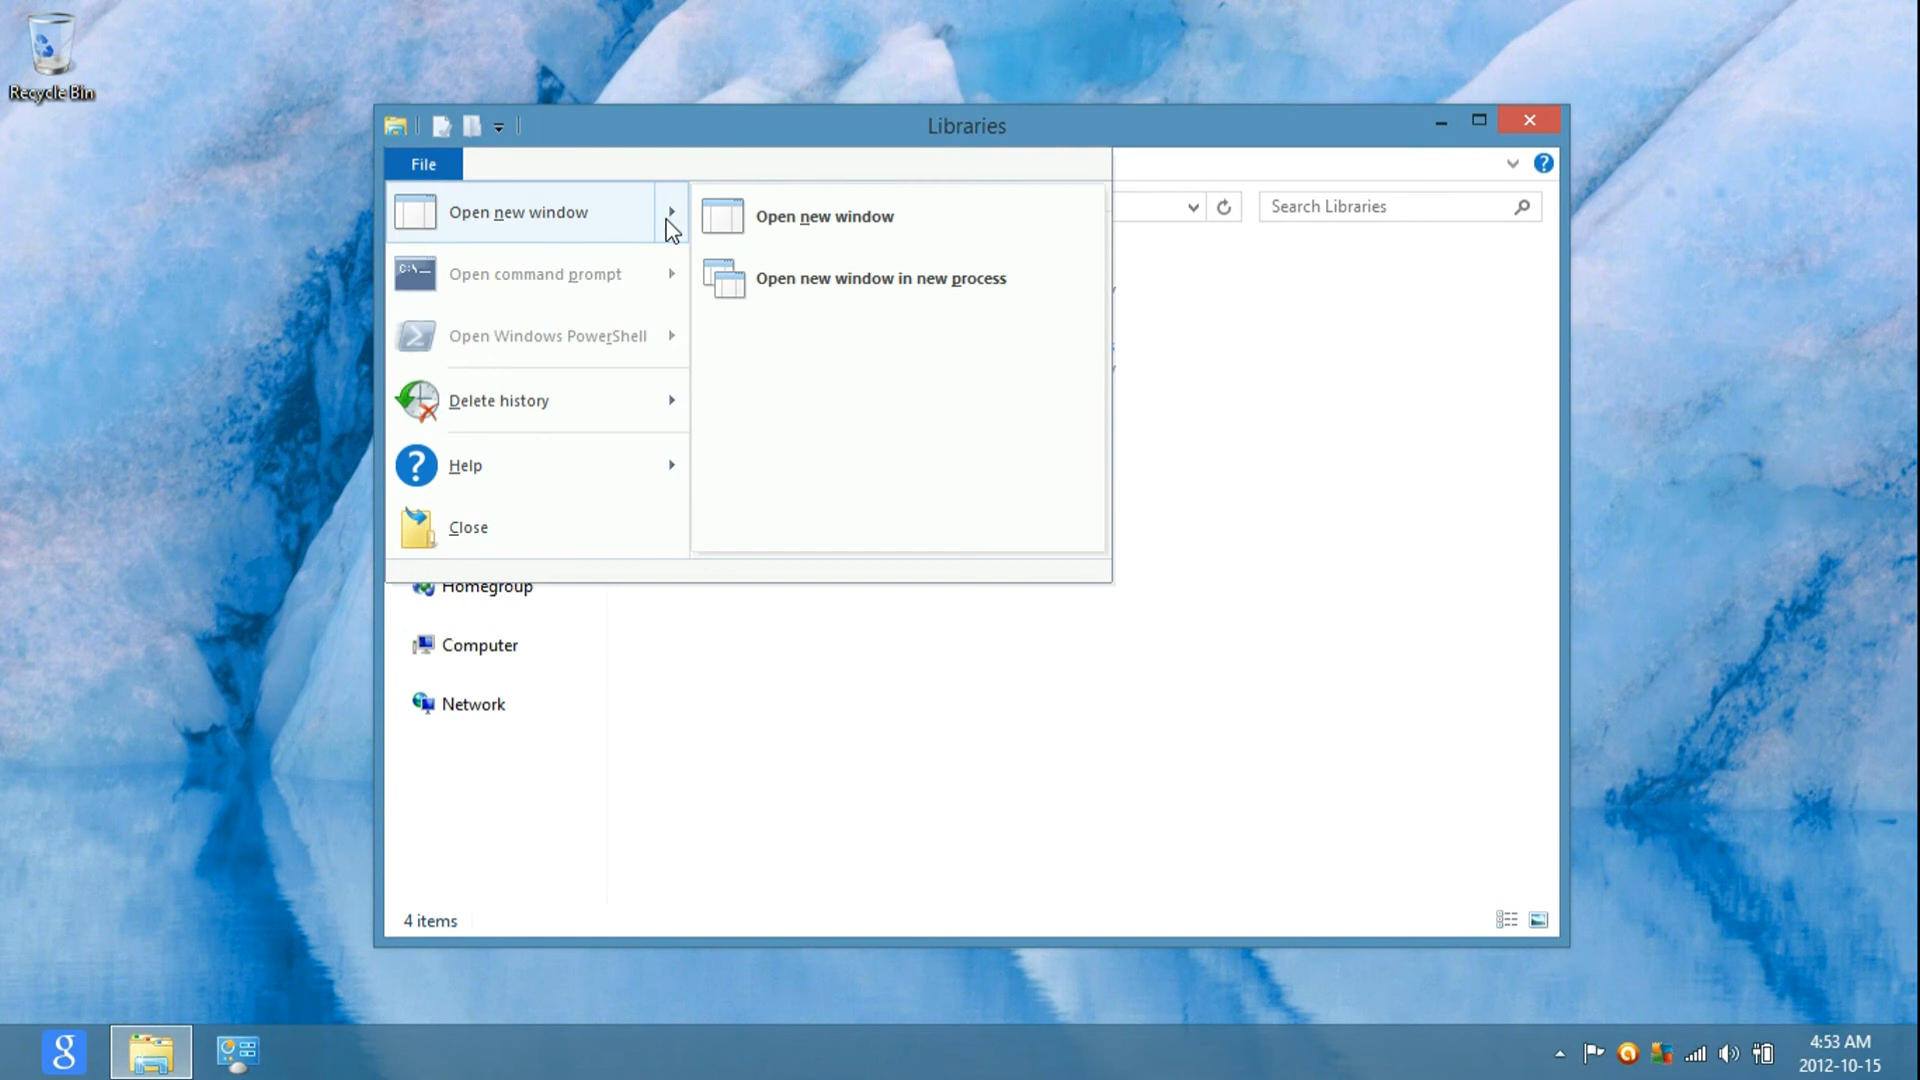 Recycle Bin
Libraries
File
Search Libraries
Open new window
Open command prompt
Open Windows PowerShell
Delete history
Help
Close
Open new window
Open new window in new process
Homegroup
Computer
Network
4 items
C:\_
g
4:53 AM
2012-10-15